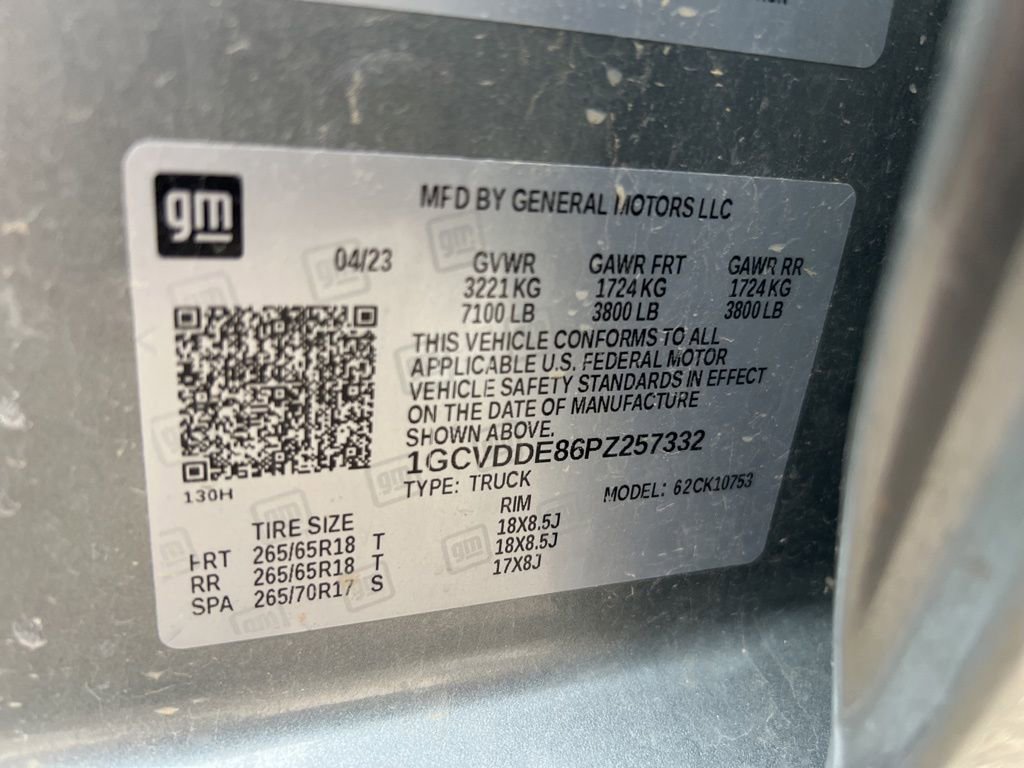 gm
MFD BY GENERAL MOTORS LLC
04/23
GVWR GAWR FRT GAWR RR
3221 KG 1724 KG 1724 KG
7100 LB 3800 LB 3800 LB
THIS VEHICLE CONFORMS TO ALL
APPLICABLE U.S. FEDERAL MOTOR
VEHICLE SAFETY STANDARDS IN EFFECT
ON THE DATE OF MANUFACTURE
SHOWN ABOVE.
1GCVDDE86PZ257332
TYPE: TRUCK MODEL: 62CK10753
130H
TIRE SIZE RIM
FRT 265/65R18 T 18X8.5J
RR 265/65R18 T 18X8.5J
SPA 265/70R17 S 17X8J